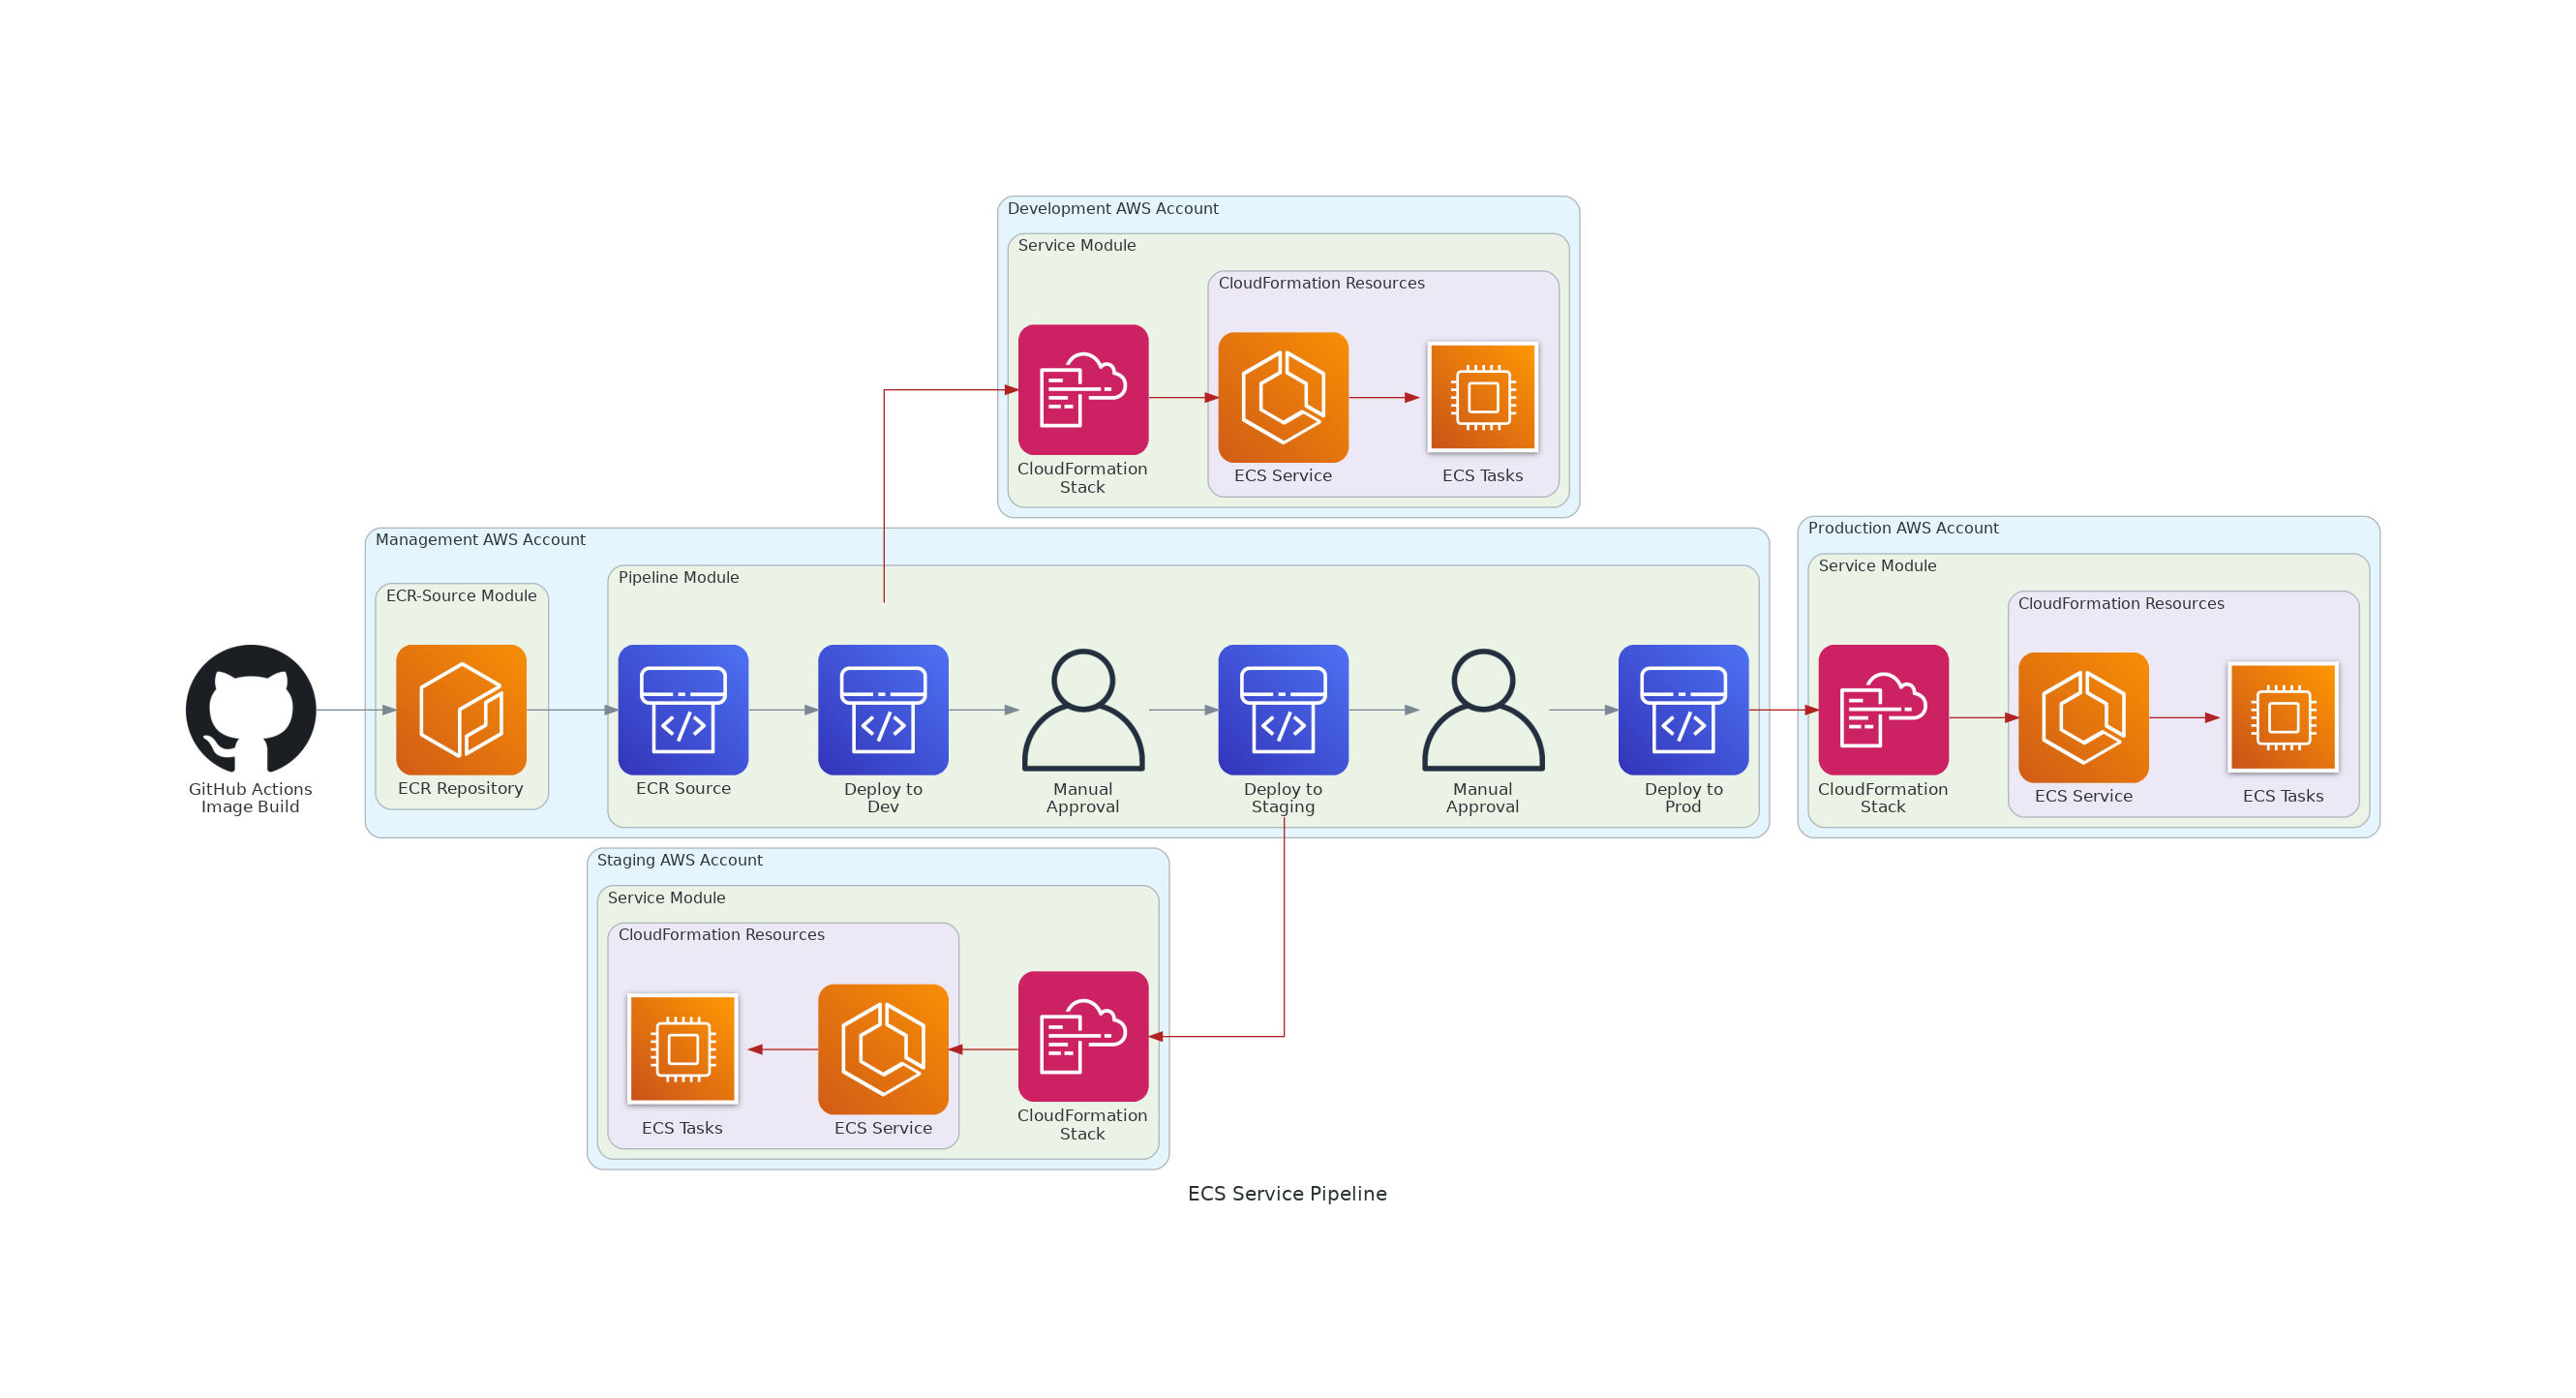 Development AWS Account
Service Module
CloudFormation Resources
CloudFormation
Stack
ECS Service
ECS Tasks
Management AWS Account
ECR-Source Module
Pipeline Module
GitHub Actions
Image Build
ECR Repository
ECR Source
Deploy to
Dev
Manual
Approval
Deploy to
Staging
Manual
Approval
Deploy to
Prod
Production AWS Account
Service Module
CloudFormation Resources
CloudFormation
Stack
ECS Service
ECS Tasks
Staging AWS Account
Service Module
CloudFormation Resources
ECS Tasks
ECS Service
CloudFormation
Stack
ECS Service Pipeline